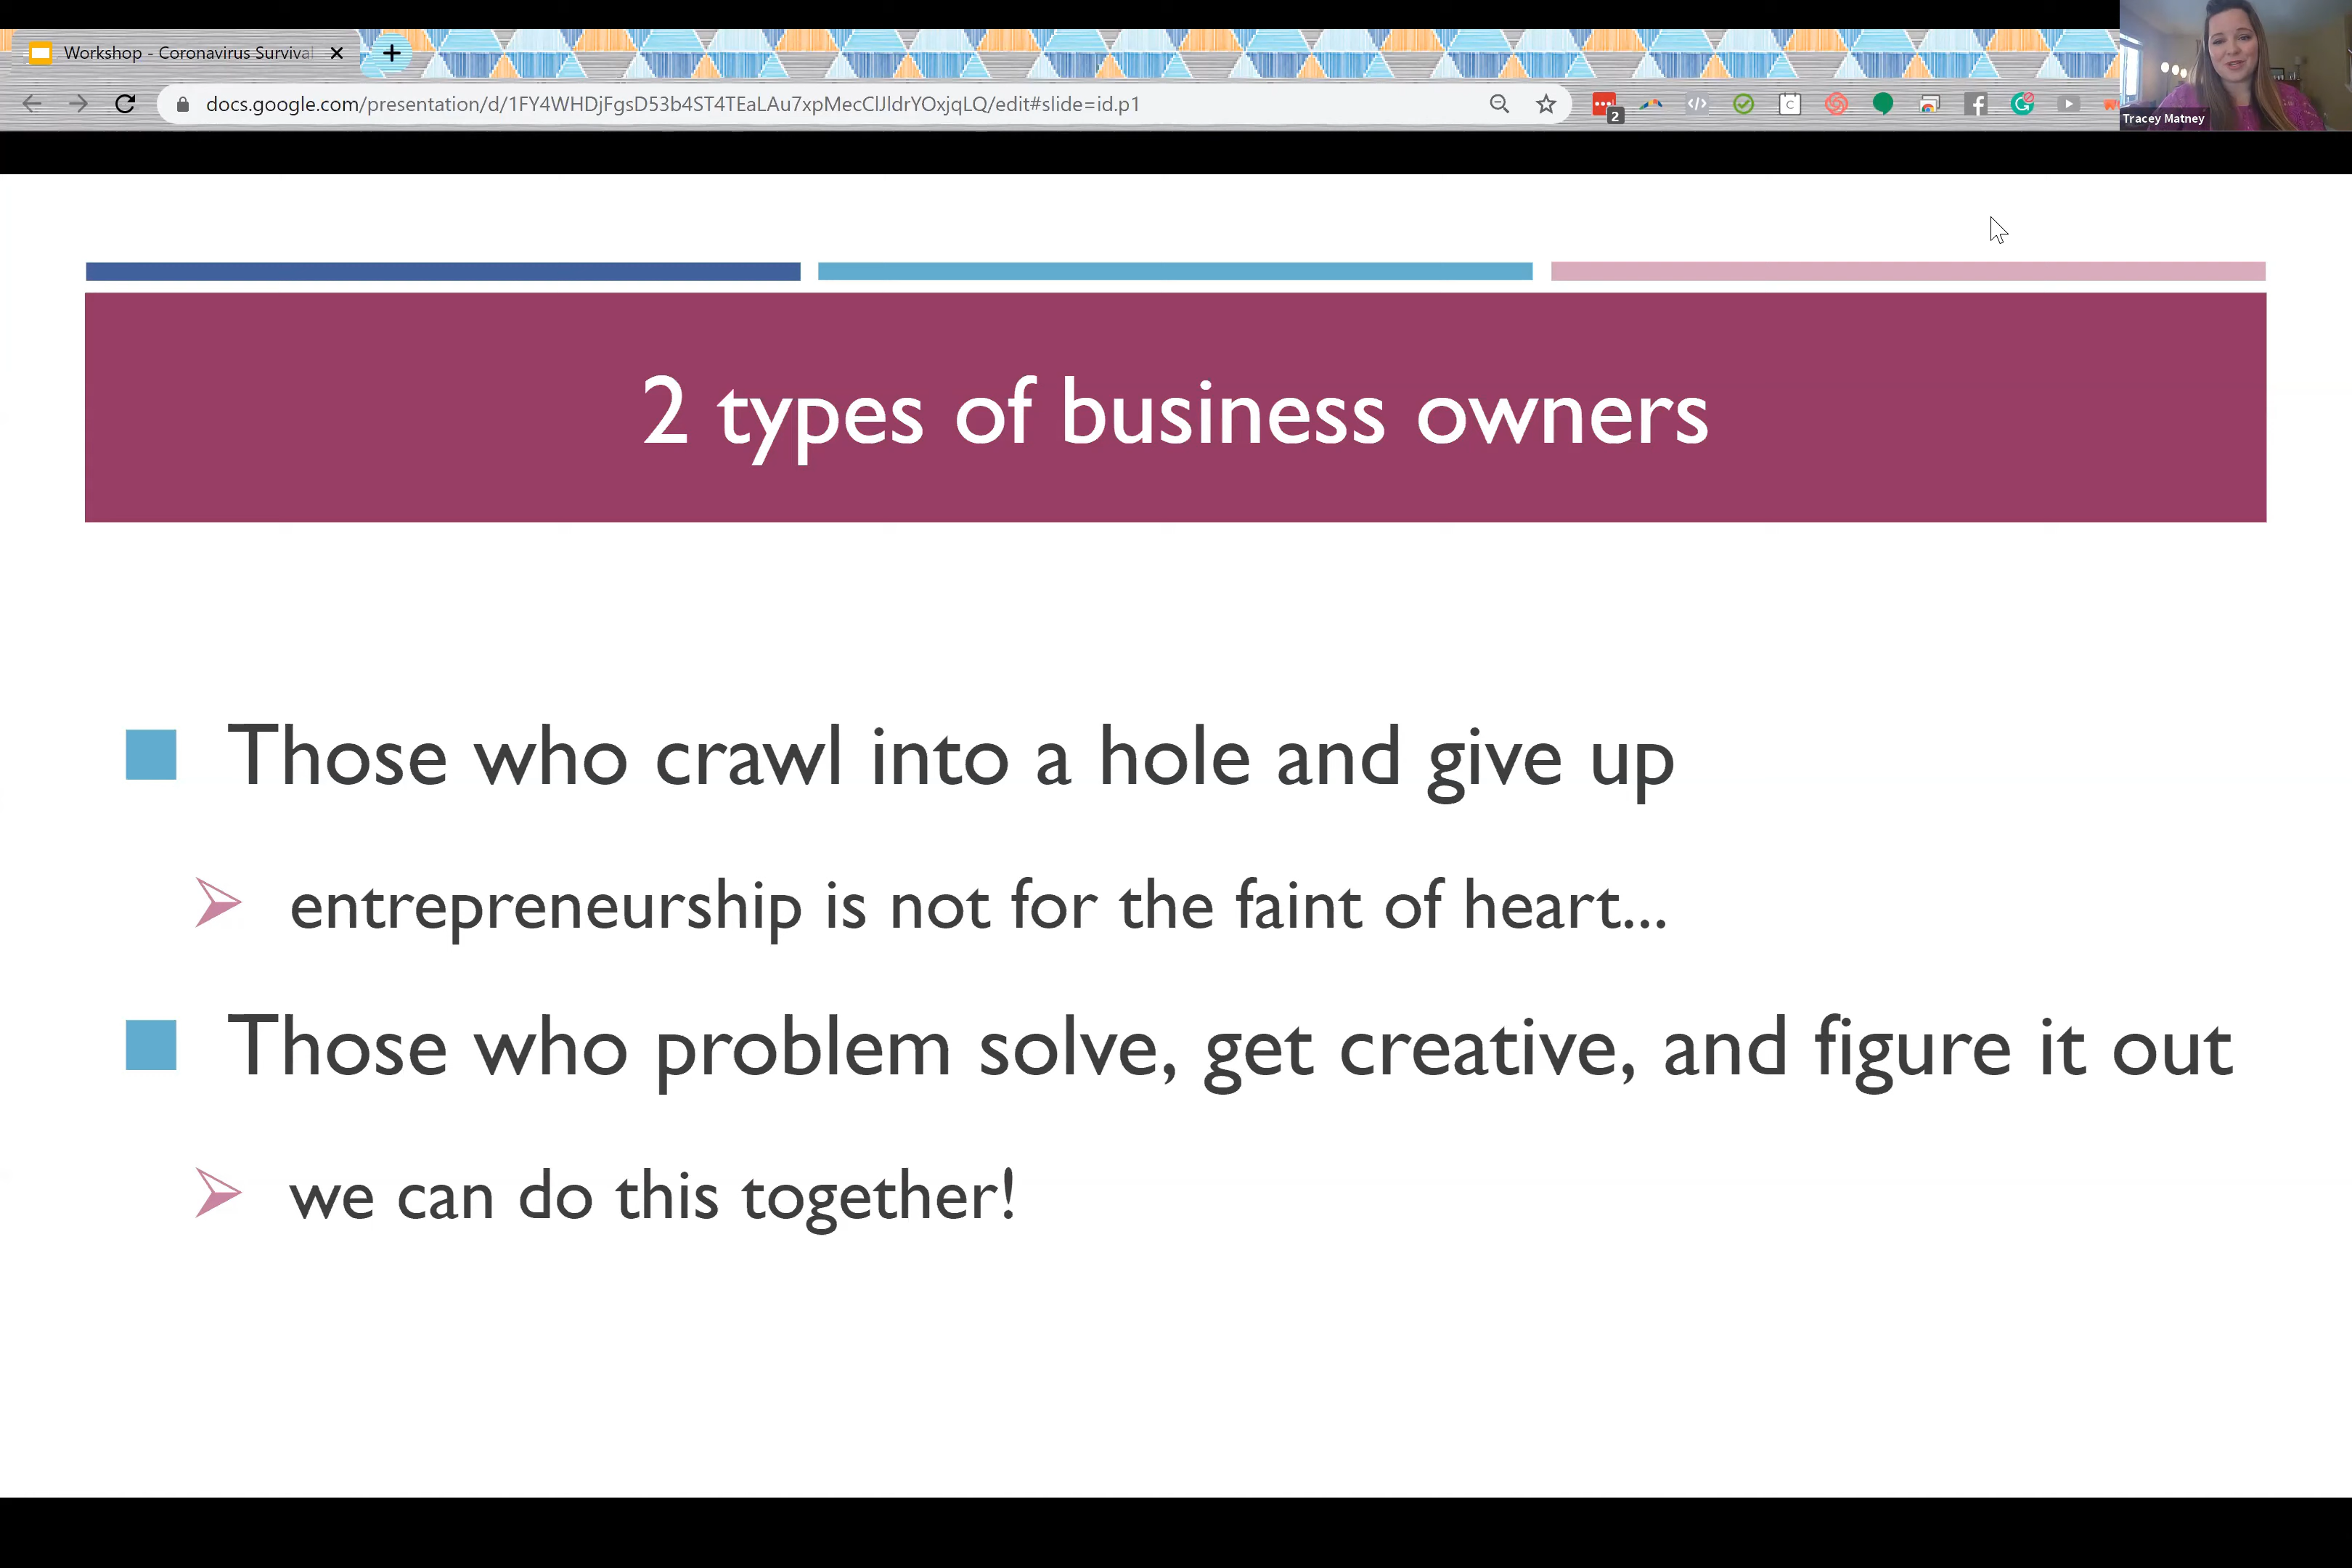 Workshop - Coronavirus Surviva
docs.google.com/presentation/d/1FY4WHDjFgsD53b4ST4TEaLAu7xpMecClJldrYOxjqLQ/edit#slide=id.p1
2
Tracey Matney
2 types of business owners
Those who crawl into a hole and give up
entrepreneurship is not for the faint of heart...
Those who problem solve, get creative, and figure it out
we can do this together!